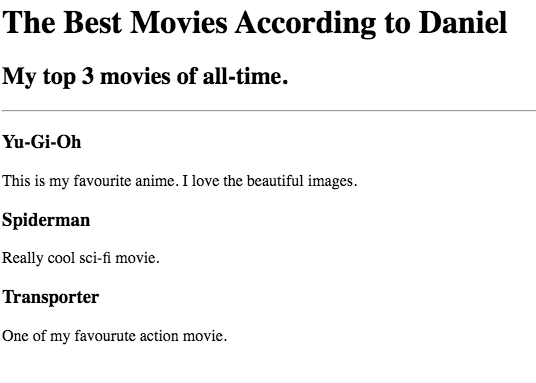 The Best Movies According to Daniel
My top 3 movies of all-time.
Yu-Gi-Oh
This is my favourite anime. I love the beautiful images.
Spiderman
Really cool sci-fi movie.
Transporter
One of my favourute action movie.